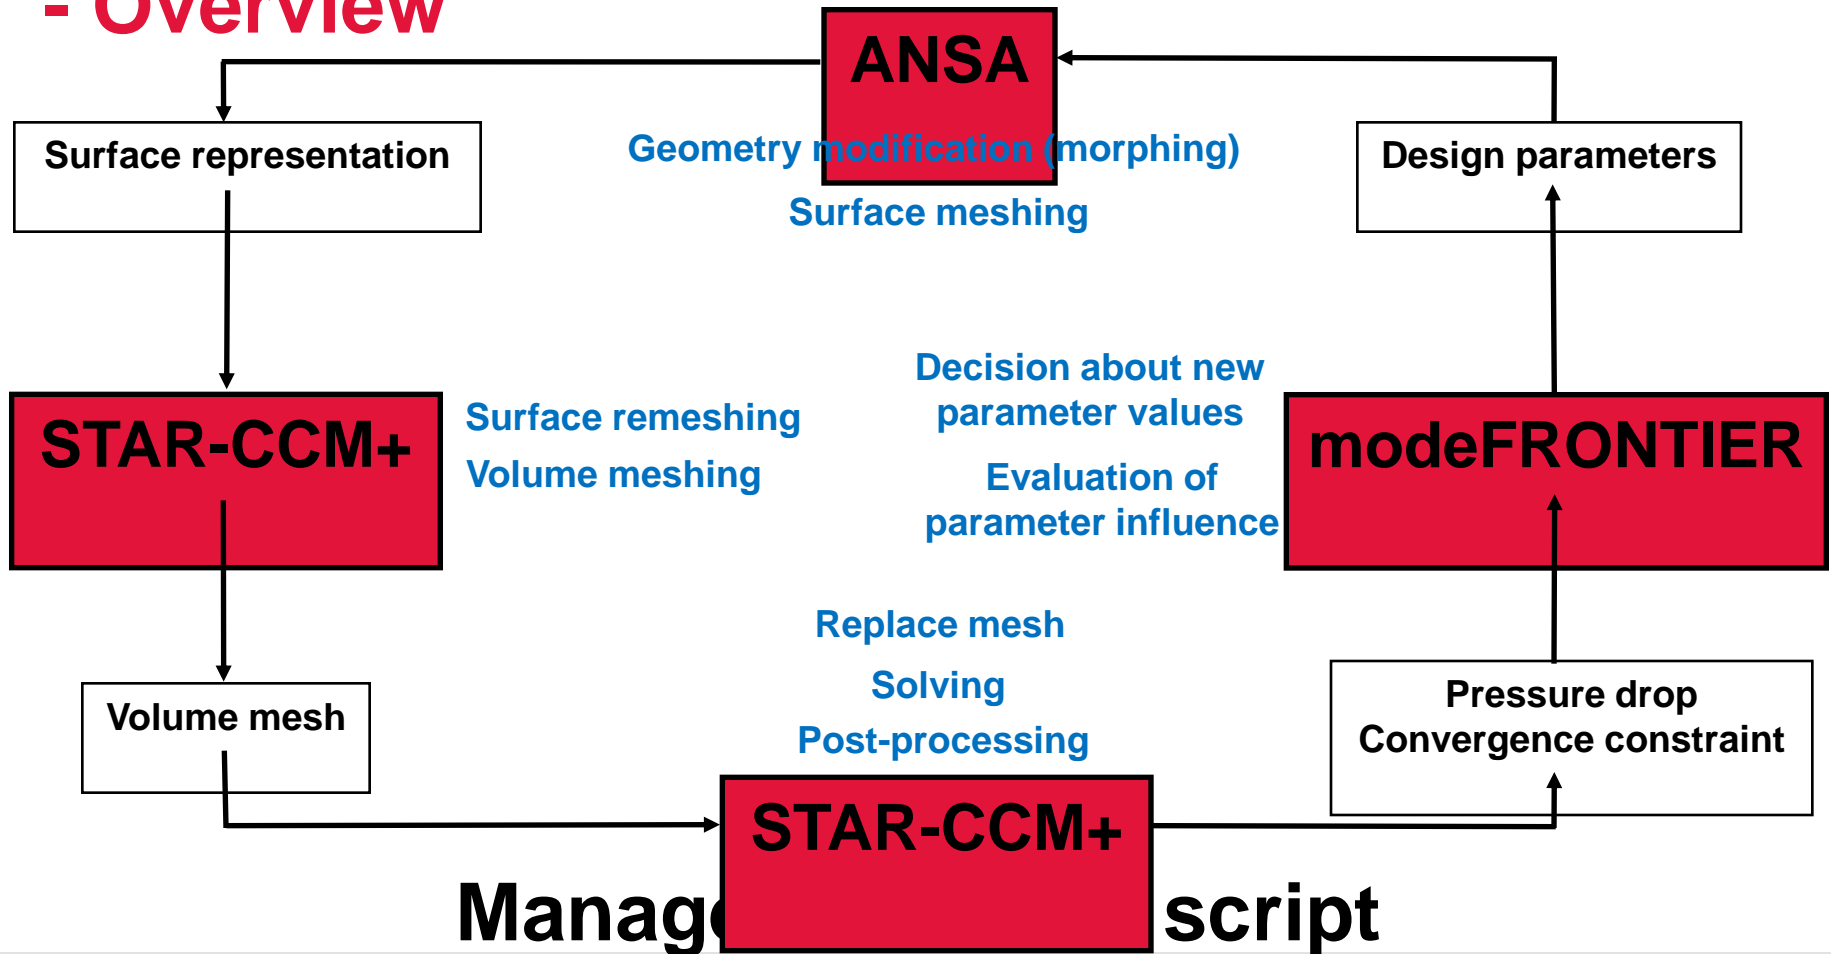 - Overview
ANSA
Surface representation
Geometry modification (morphing)
Design parameters
Surface meshing
STAR-CCM+
Surface remeshing
Volume meshing
Decision about new
parameter values
Evaluation of
parameter influence
modeFRONTIER
Replace mesh
Solving
Post-processing
Volume mesh
Pressure drop
Convergence constraint
STAR-CCM+
script